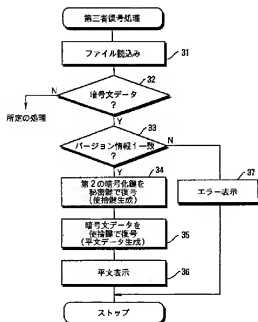 第三者復号処理
ファイル読込み
31
32
暗号文データ
?
N
所定の処理
Y
33
バージョン情報1一致
?
N
Y
34
第2の暗号化鍵を
秘密鍵で復号
(使捨鍵生成)
37
エラー表示
暗号文データを
使捨鍵で復号
(平文データ生成)
35
平文表示
36
ストップ